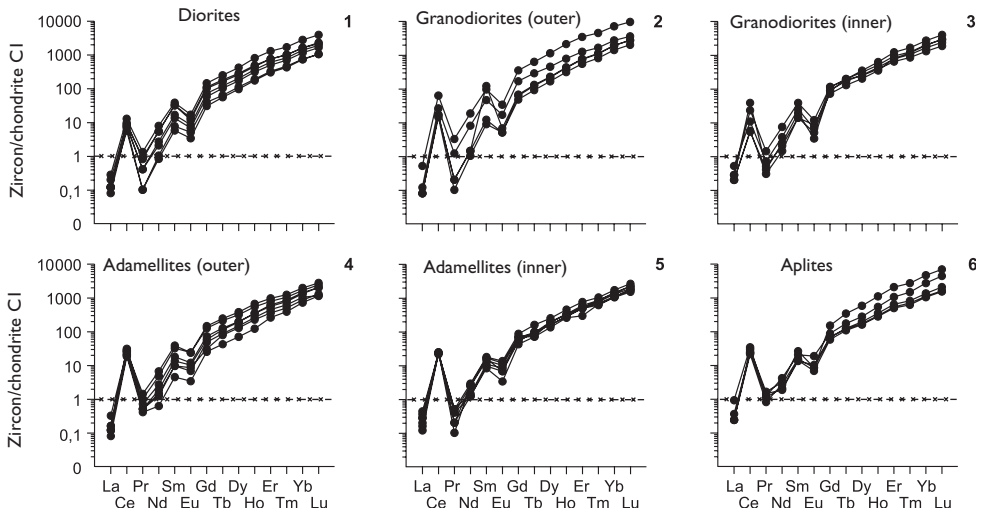 Diorites 1
Granodiorites (outer) 2
Granodiorites (inner) 3
Zircon/chondrite C1
10000
1000
100
10
1
0,1
0
Adamellites (outer) 4
Adamellites (inner) 5
Aplites 6
Zircon/chondrite C1
10000
1000
100
10
1
0,1
0
La Pr Sm Gd Dy Er Yb
Ce Nd Eu Tb Ho Tm Lu
La Pr Sm Gd Dy Er Yb
Ce Nd Eu Tb Ho Tm Lu
La Pr Sm Gd Dy Er Yb
Ce Nd Eu Tb Ho Tm Lu